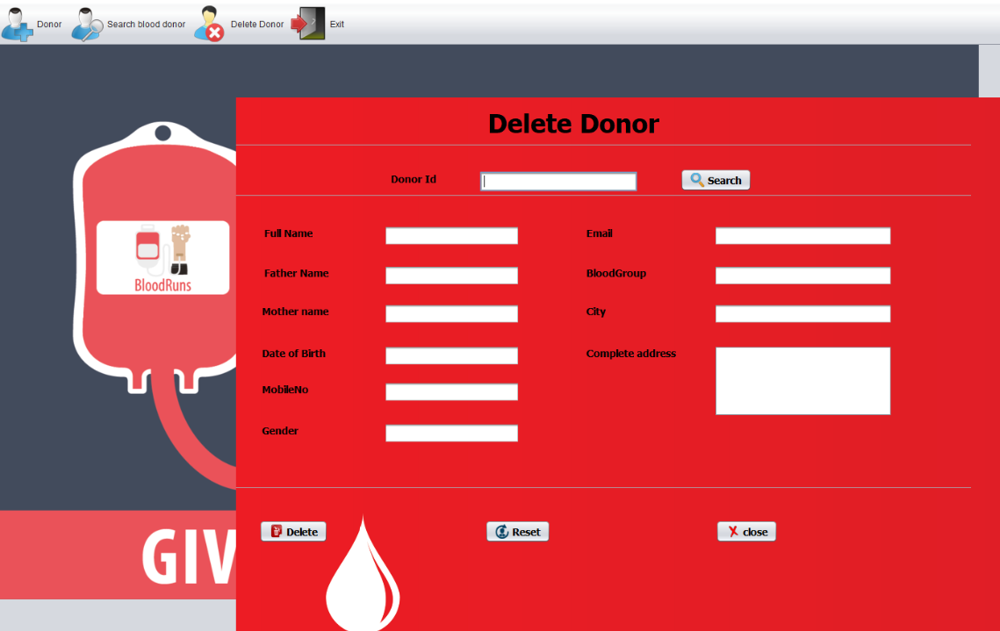 Donor Search blood donor Delete Donor Exit
Delete Donor
Donor Id Search
Full Name Email
Father Name BloodGroup
Mother name City
Date of Birth Complete address
MobileNo
Gender
BloodRuns
Delete Reset close
GIV